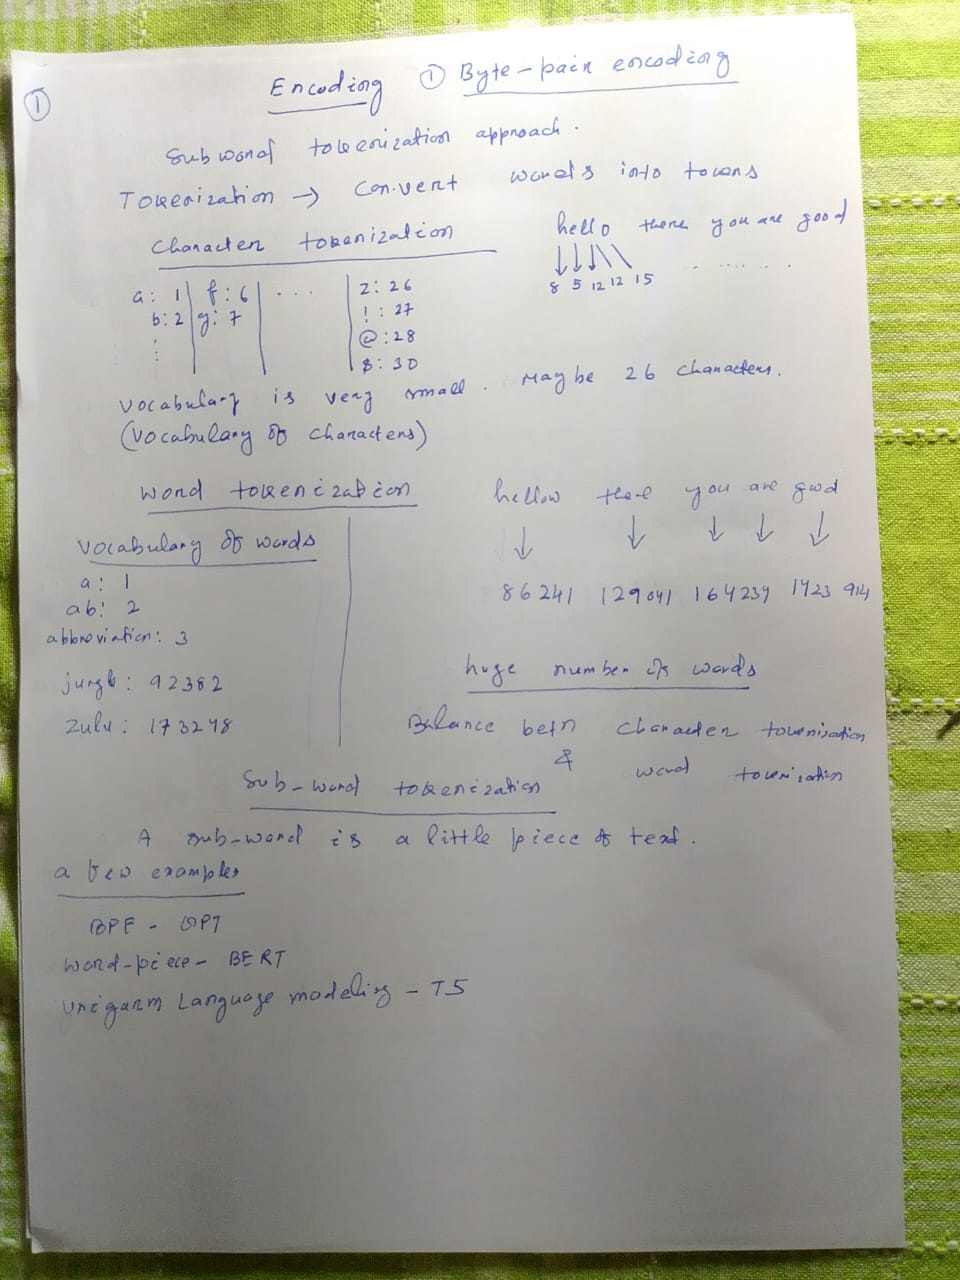 ①
Encoding ① Byte-pair encoding
Subword tokenization approach.
Tokenization → Convert words into tokens
Character tokenization
hello there you are good
8 5 12 12 15 . . . . . .
a: 1 f: 6 . . . z: 26
b: 2 g: 7 ! : 27
@ : 28
$: 30
Vocabulary is very small. Maybe 26 characters.
(Vocabulary of characters)
Word tokenization
hellow there you are good
86241 129041 164239 1423 914
Vocabulary of words
a: 1
ab: 2
abbreviation: 3
jungle: 92382
zulu: 173248
huge number of words
Balance betn character tokenization
& word tokenization
Sub-word tokenization
A sub-word is a little piece of text.
a few examples
BPE - GPT
Word-piece - BERT
Unigarm Language modeling - T5